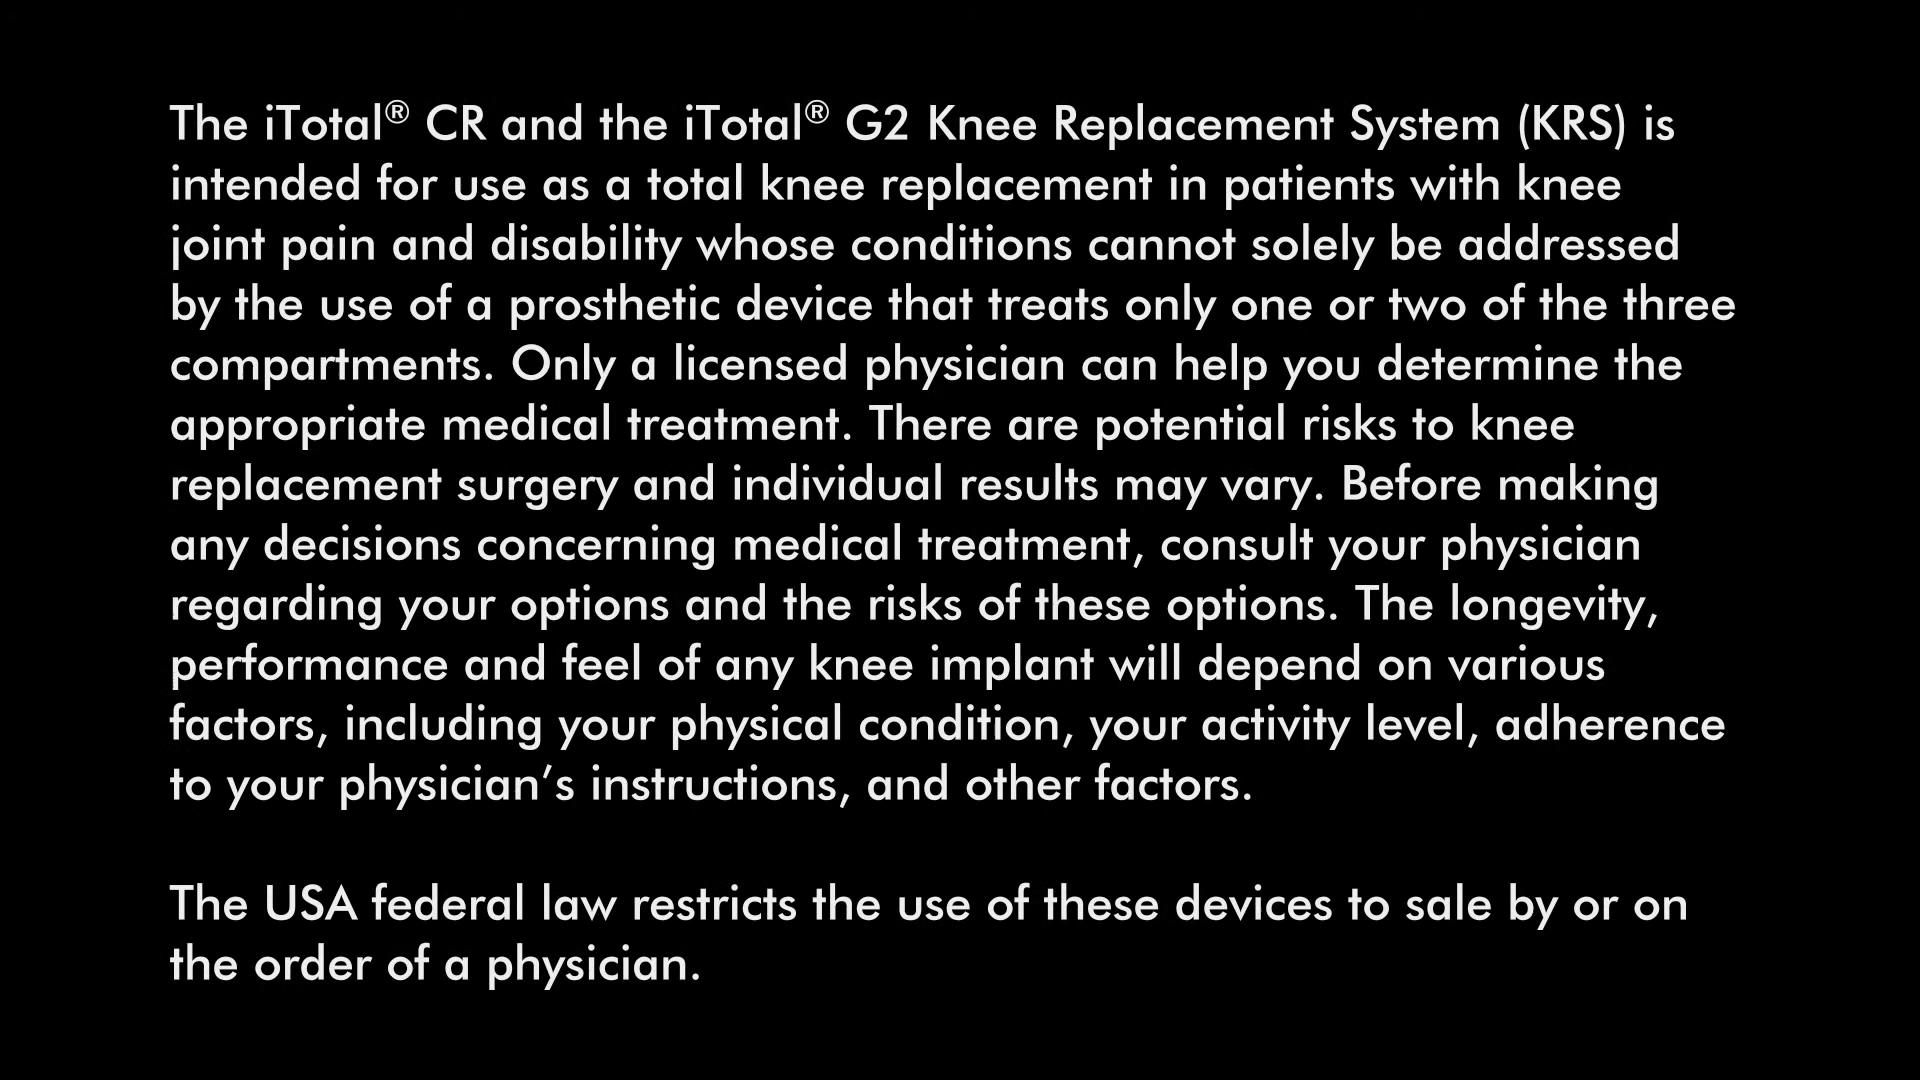 The iTotal® CR and the iTotal® G2 Knee Replacement System (KRS) is
intended for use as a total knee replacement in patients with knee
joint pain and disability whose conditions cannot solely be addressed
by the use of a prosthetic device that treats only one or two of the three
compartments. Only a licensed physician can help you determine the
appropriate medical treatment. There are potential risks to knee
replacement surgery and individual results may vary. Before making
any decisions concerning medical treatment, consult your physician
regarding your options and the risks of these options. The longevity,
performance and feel of any knee implant will depend on various
factors, including your physical condition, your activity level, adherence
to your physician’s instructions, and other factors.
The USA federal law restricts the use of these devices to sale by or on
the order of a physician.